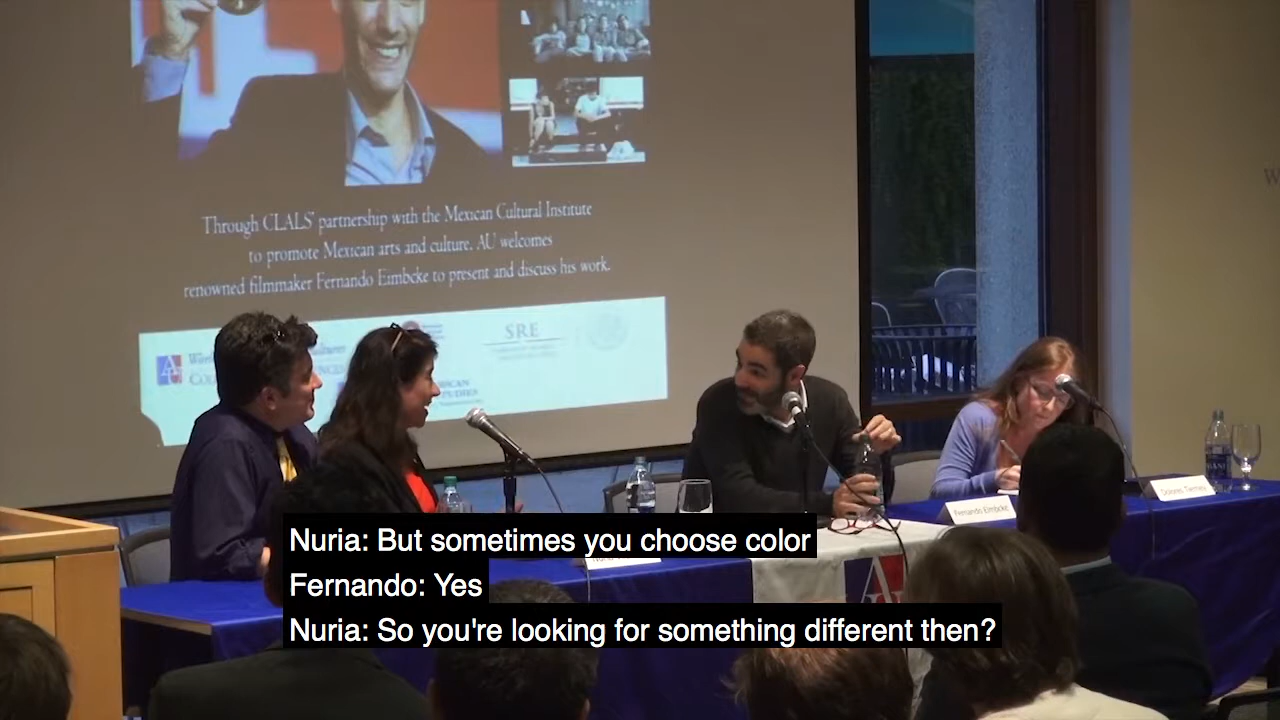 Through CLALS' partnership with the Mexican Cultural Institute
to promote Mexican arts and culture, AU welcomes
renowned filmmaker Fernando Eimbcke to present and discuss his work.
SRE
Fernando Eimbcke
Nuria: But sometimes you choose color
Fernando: Yes
Nuria: So you're looking for something different then?